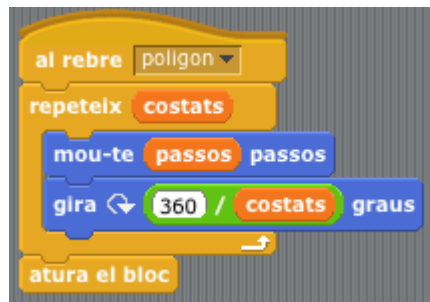 al rebre poligon
repeteix costats
mou-te passos passos
gira 360 / costats graus
atura el bloc